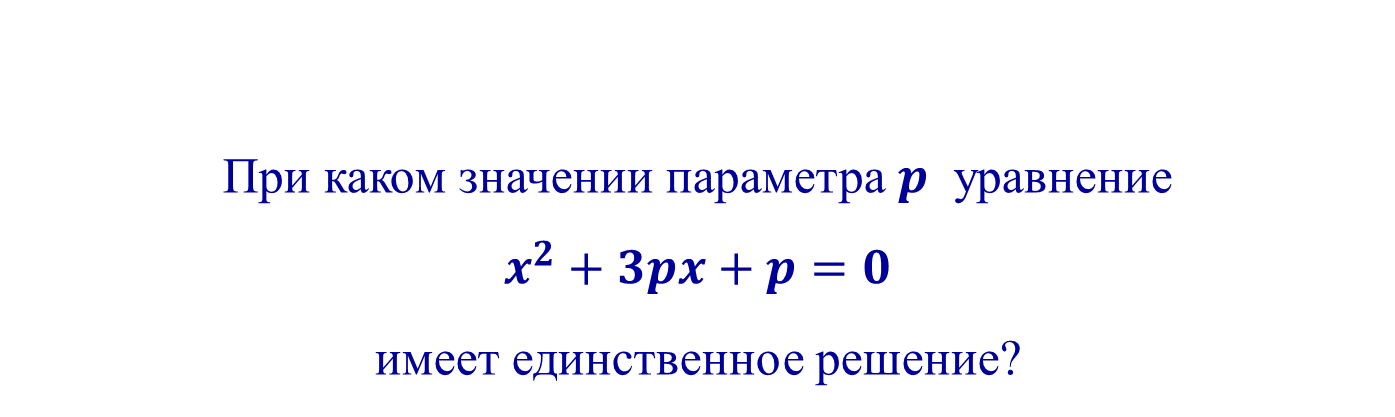 При каком значении параметра p уравнение
x² + 3px + p = 0
имеет единственное решение?